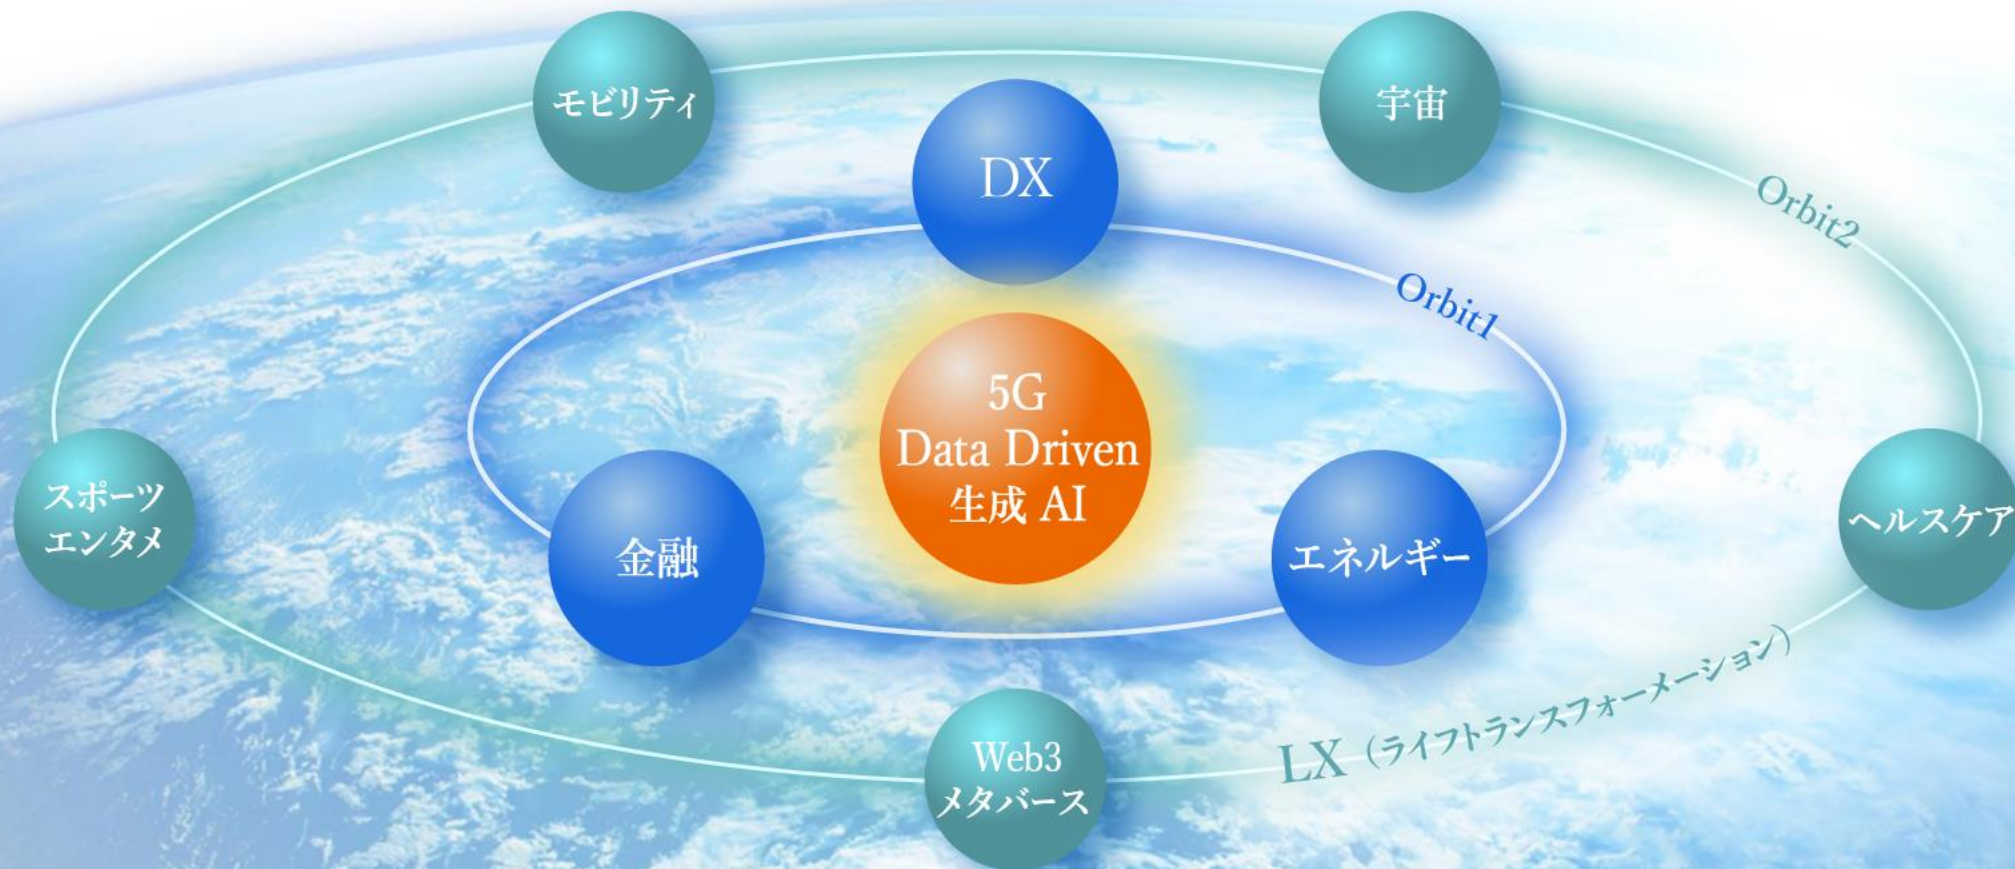 モビリティ
宇宙
DX
Orbit2
Orbit1
5G
Data Driven
生成 AI
スポーツ
エンタメ
ヘルスケア
金融
エネルギー
LX（ライフトランスフォーメーション）
Web3
メタバース